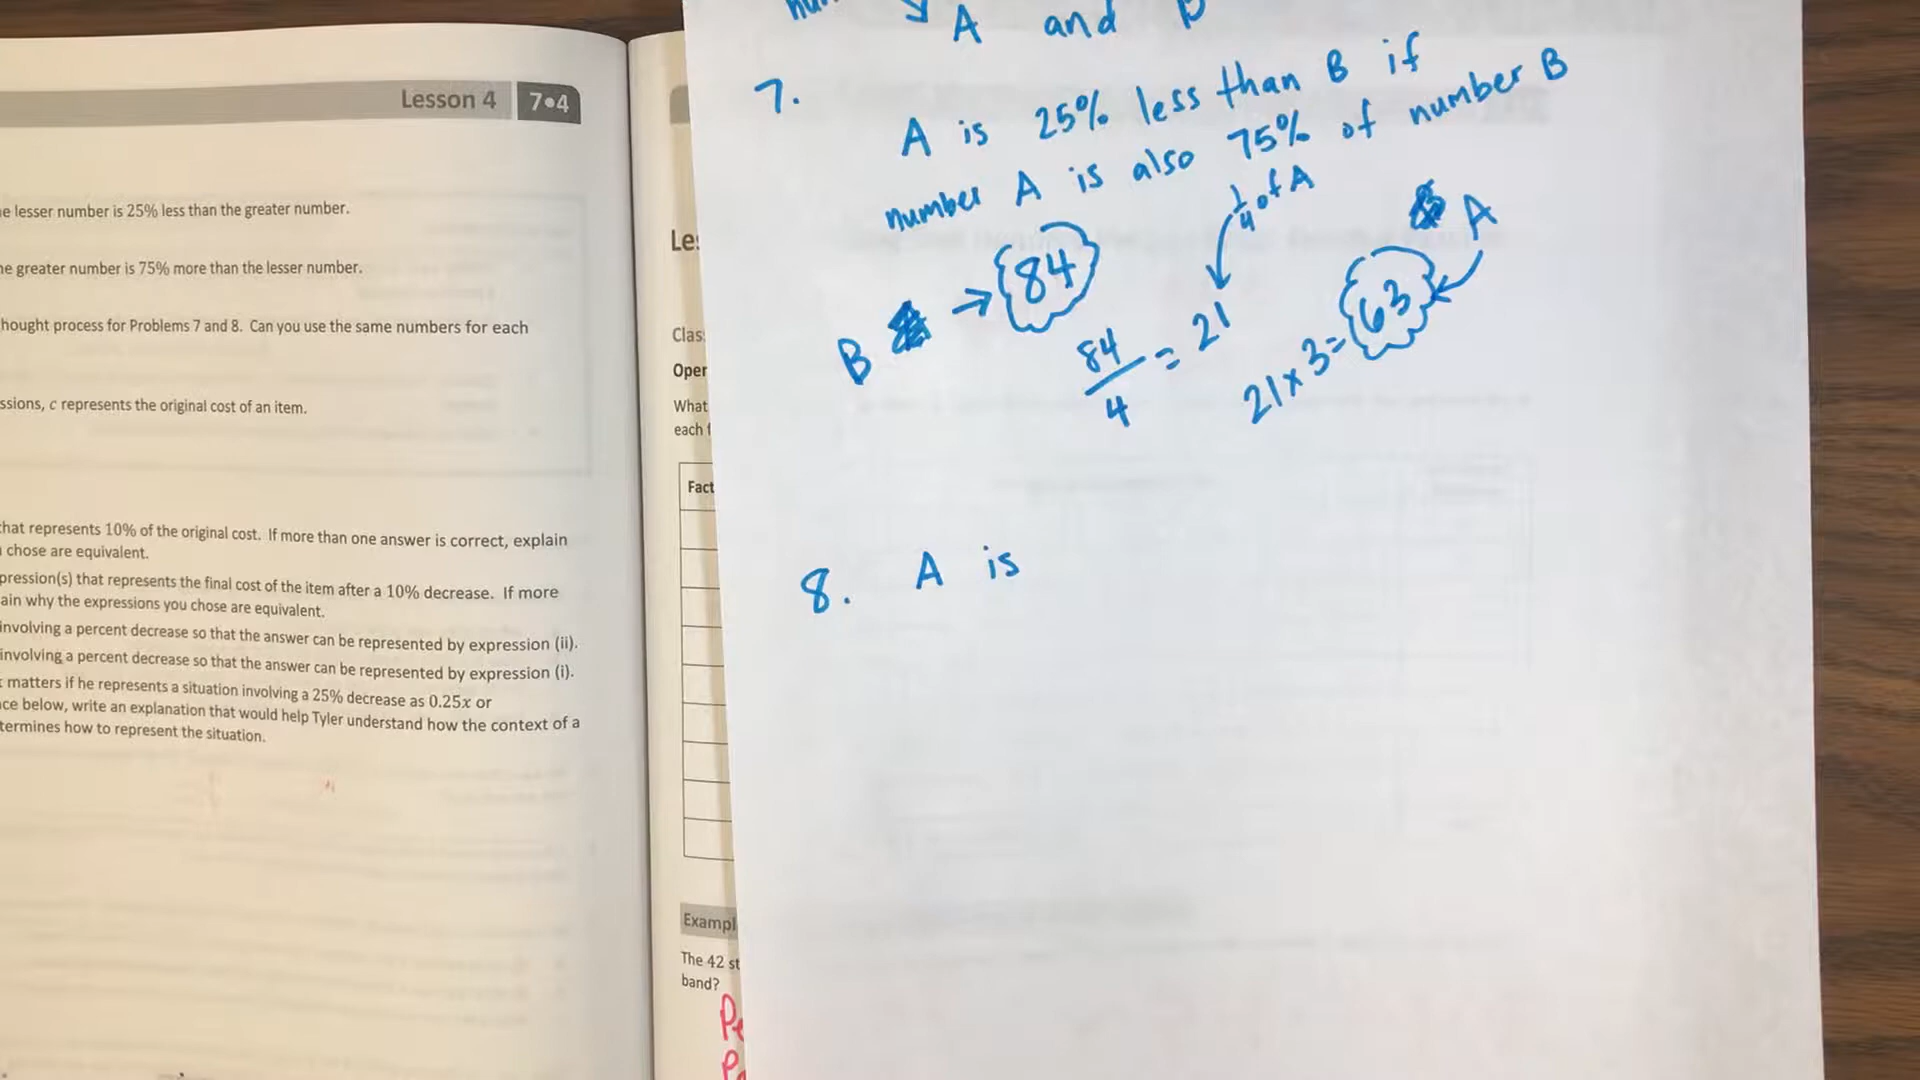 Lesson 4 7•4
e lesser number is 25% less than the greater number.
he greater number is 75% more than the lesser number.
hought process for Problems 7 and 8. Can you use the same numbers for each
ssions, c represents the original cost of an item.
that represents 10% of the original cost. If more than one answer is correct, explain
chose are equivalent.
pression(s) that represents the final cost of the item after a 10% decrease. If more
ain why the expressions you chose are equivalent.
involving a percent decrease so that the answer can be represented by expression (ii).
involving a percent decrease so that the answer can be represented by expression (i).
matters if he represents a situation involving a 25% decrease as 0.25x or
ce below, write an explanation that would help Tyler understand how the context of a
termines how to represent the situation.
Les
Clas
Oper
What
each f
Fact
Exampl
The 42 st
band?
A and
7.
A is 25% less than B if
number A is also 75% of number B
1/4 of A
A
B → 84
84/4 = 21
21 x 3 = 63
8. A is